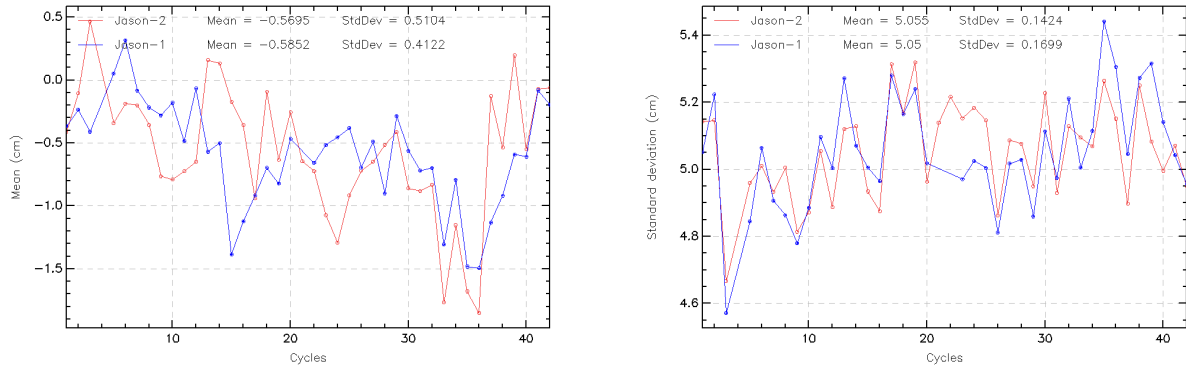 Jason-2 Mean = -0.5695 StdDev = 0.5104
Jason-1 Mean = -0.5852 StdDev = 0.4122
0.5
0.0
-0.5
-1.0
-1.5
Mean (cm)
10 20 30 40
Cycles
Jason-2 Mean = 5.055 StdDev = 0.1424
Jason-1 Mean = 5.05 StdDev = 0.1699
5.4
5.2
5.0
4.8
4.6
Standard deviation (cm)
10 20 30 40
Cycles